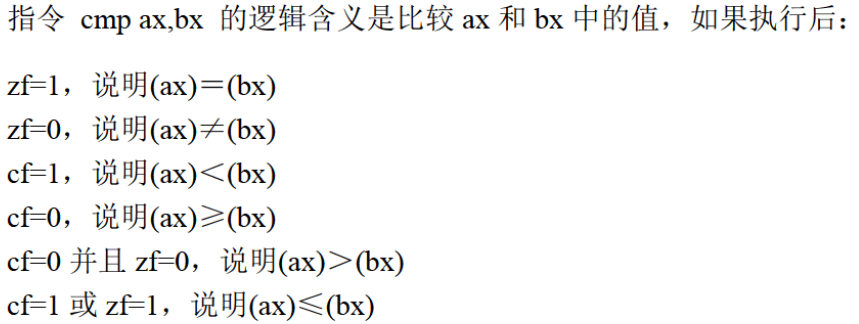 指令 cmp ax,bx 的逻辑含义是比较 ax 和 bx 中的值，如果执行后：
zf=1，说明(ax)＝(bx)
zf=0，说明(ax)≠(bx)
cf=1，说明(ax)＜(bx)
cf=0，说明(ax)≥(bx)
cf=0 并且 zf=0，说明(ax)＞(bx)
cf=1 或 zf=1，说明(ax)≤(bx)